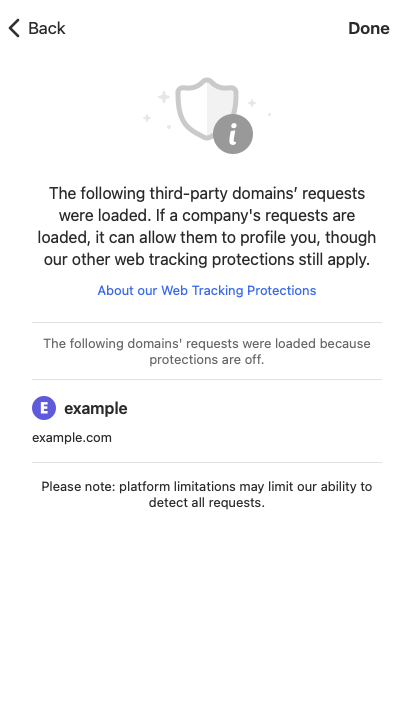 Back
Done
The following third-party domains’ requests
were loaded. If a company's requests are
loaded, it can allow them to profile you, though
our other web tracking protections still apply.
About our Web Tracking Protections
The following domains' requests were loaded because
protections are off.
E example
example.com
Please note: platform limitations may limit our ability to
detect all requests.